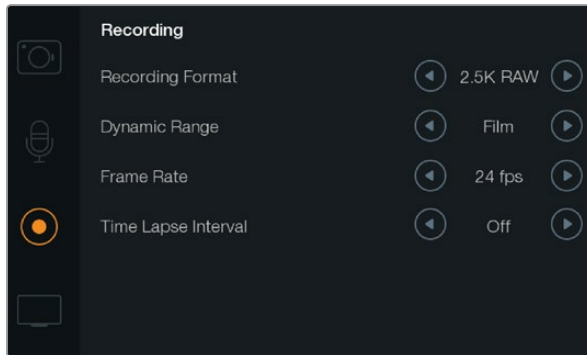 Recording
Recording Format 2.5K RAW
Dynamic Range Film
Frame Rate 24 fps
Time Lapse Interval Off